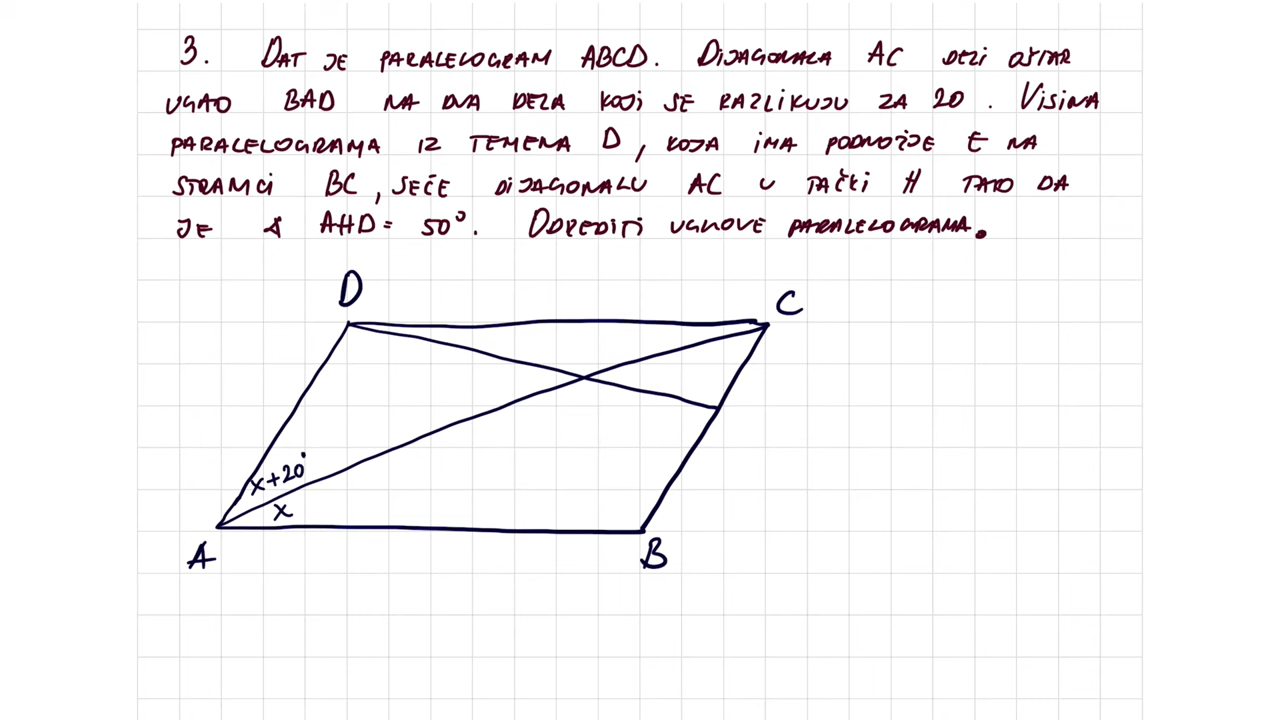 3. DAT JE PARALELOGRAM ABCD. DIJAGONALA AC DELI OŠTAR
UGAO BAD NA DVA DELA KOJI SE RAZLIKUJU ZA 20. VISINA
PARALELOGRAMA IZ TEMENA D, KOJA IMA PODNOŽJE E NA
STRANICI BC, SEČE DIJAGONALU AC U TAČKI H TAKO DA
JE ∢ AHD = 50°. ODREDITI UGLOVE PARALELOGRAMA.
D
C
x+20°
x
A
B